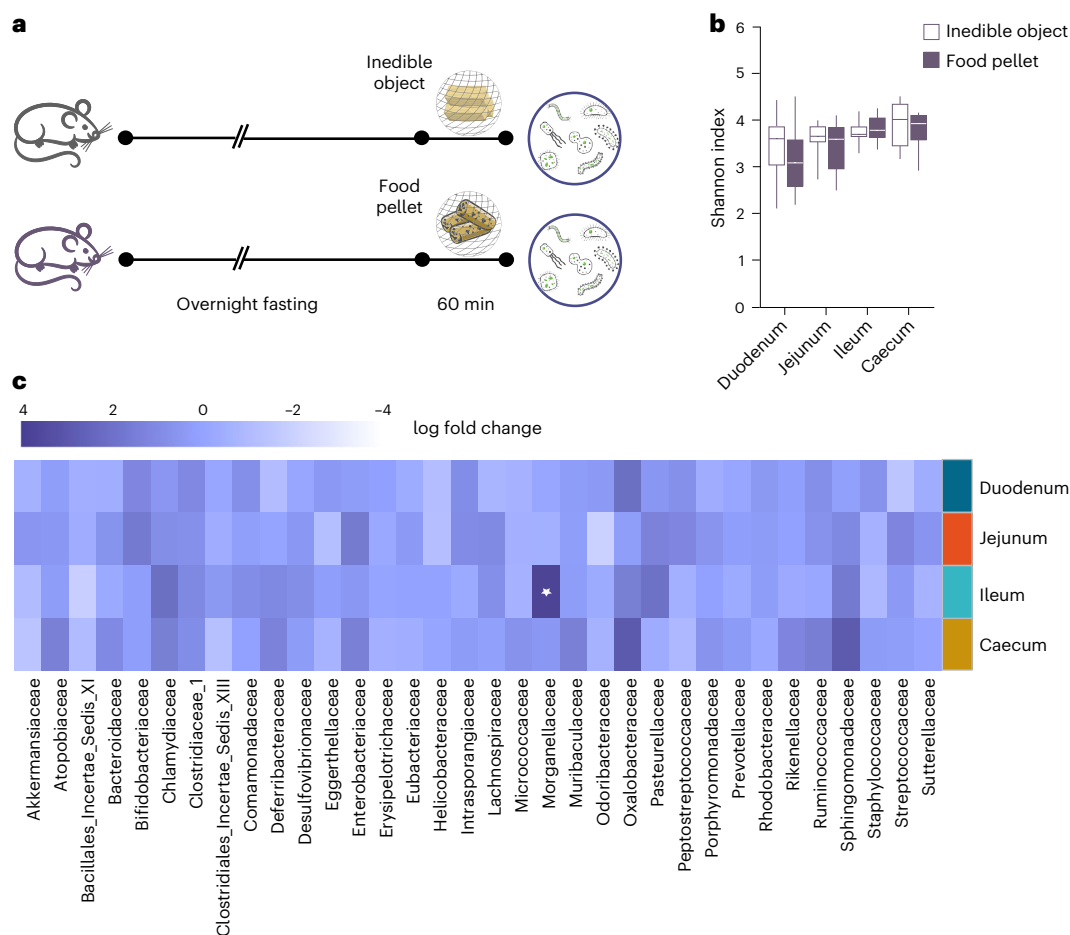 a
Inedible
object
Food
pellet
Overnight fasting
60 min
b
6
5
4
3
2
1
0
Shannon index
Inedible object
Food pellet
Duodenum
Jejunum
Ileum
Caecum
c
4
2
0
−2
−4
log fold change
Duodenum
Jejunum
Ileum
Caecum
Akkermansiaceae
Atopobiaceae
Bacillales_Incertae_Sedis_XI
Bacteroidaceae
Bifidobacteriaceae
Chlamydiaceae
Clostridiaceae_1
Clostridiales_Incertae_Sedis_XIII
Comamonadaceae
Deferribacteraceae
Desulfovibrionaceae
Eggerthellaceae
Enterobacteriaceae
Erysipelotrichaceae
Eubacteriaceae
Helicobacteraceae
Intrasporangiaceae
Lachnospiraceae
Micrococcaceae
Morganellaceae
Muribaculaceae
Odoribacteraceae
Oxalobacteraceae
Pasteurellaceae
Peptostreptococcaceae
Porphyromonadaceae
Prevotellaceae
Rhodobacteraceae
Rikenellaceae
Ruminococcaceae
Sphingomonadaceae
Staphylococcaceae
Streptococcaceae
Sutterellaceae